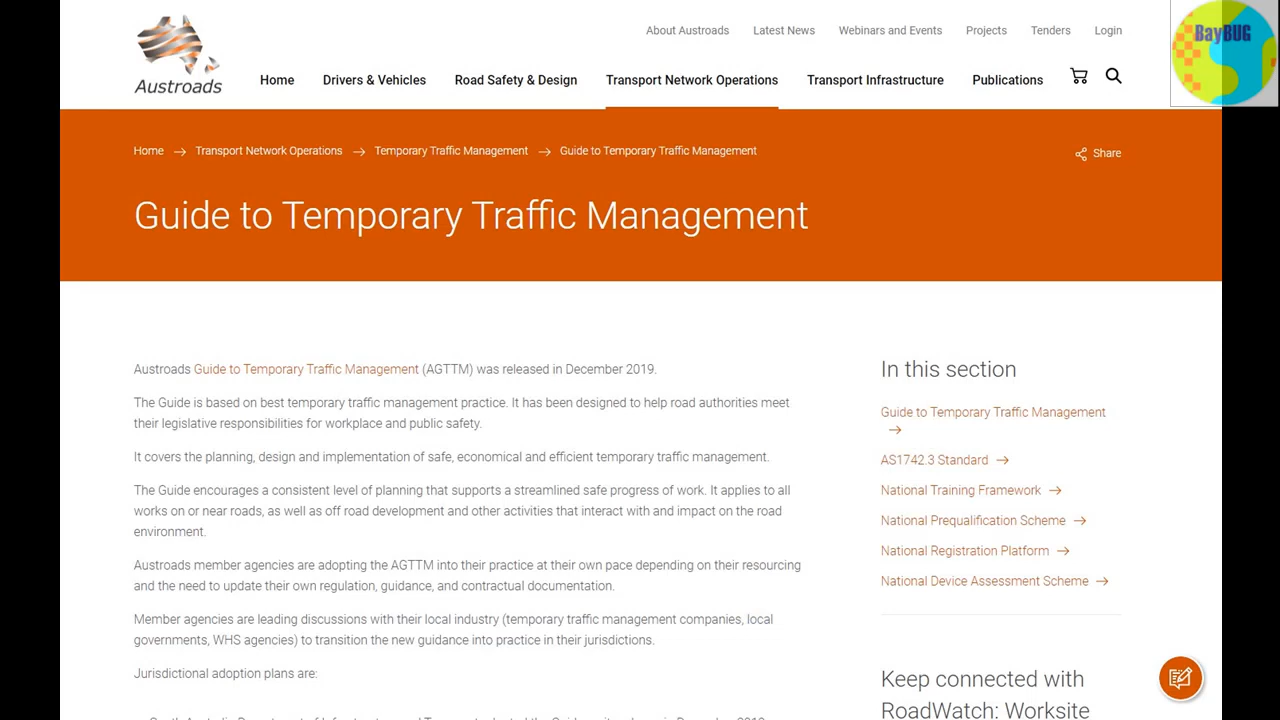 About Austroads Latest News Webinars and Events Projects Tenders Login
BayBUG
Austroads
Home Drivers & Vehicles Road Safety & Design Transport Network Operations Transport Infrastructure Publications
Home → Transport Network Operations → Temporary Traffic Management → Guide to Temporary Traffic Management
Share
Guide to Temporary Traffic Management
Austroads Guide to Temporary Traffic Management (AGTTM) was released in December 2019.
The Guide is based on best temporary traffic management practice. It has been designed to help road authorities meet
their legislative responsibilities for workplace and public safety.
It covers the planning, design and implementation of safe, economical and efficient temporary traffic management.
The Guide encourages a consistent level of planning that supports a streamlined safe progress of work. It applies to all
works on or near roads, as well as off road development and other activities that interact with and impact on the road
environment.
Austroads member agencies are adopting the AGTTM into their practice at their own pace depending on their resourcing
and the need to update their own regulation, guidance, and contractual documentation.
Member agencies are leading discussions with their local industry (temporary traffic management companies, local
governments, WHS agencies) to transition the new guidance into practice in their jurisdictions.
Jurisdictional adoption plans are:
In this section
Guide to Temporary Traffic Management
→
AS1742.3 Standard →
National Training Framework →
National Prequalification Scheme →
National Registration Platform →
National Device Assessment Scheme →
Keep connected with
RoadWatch: Worksite